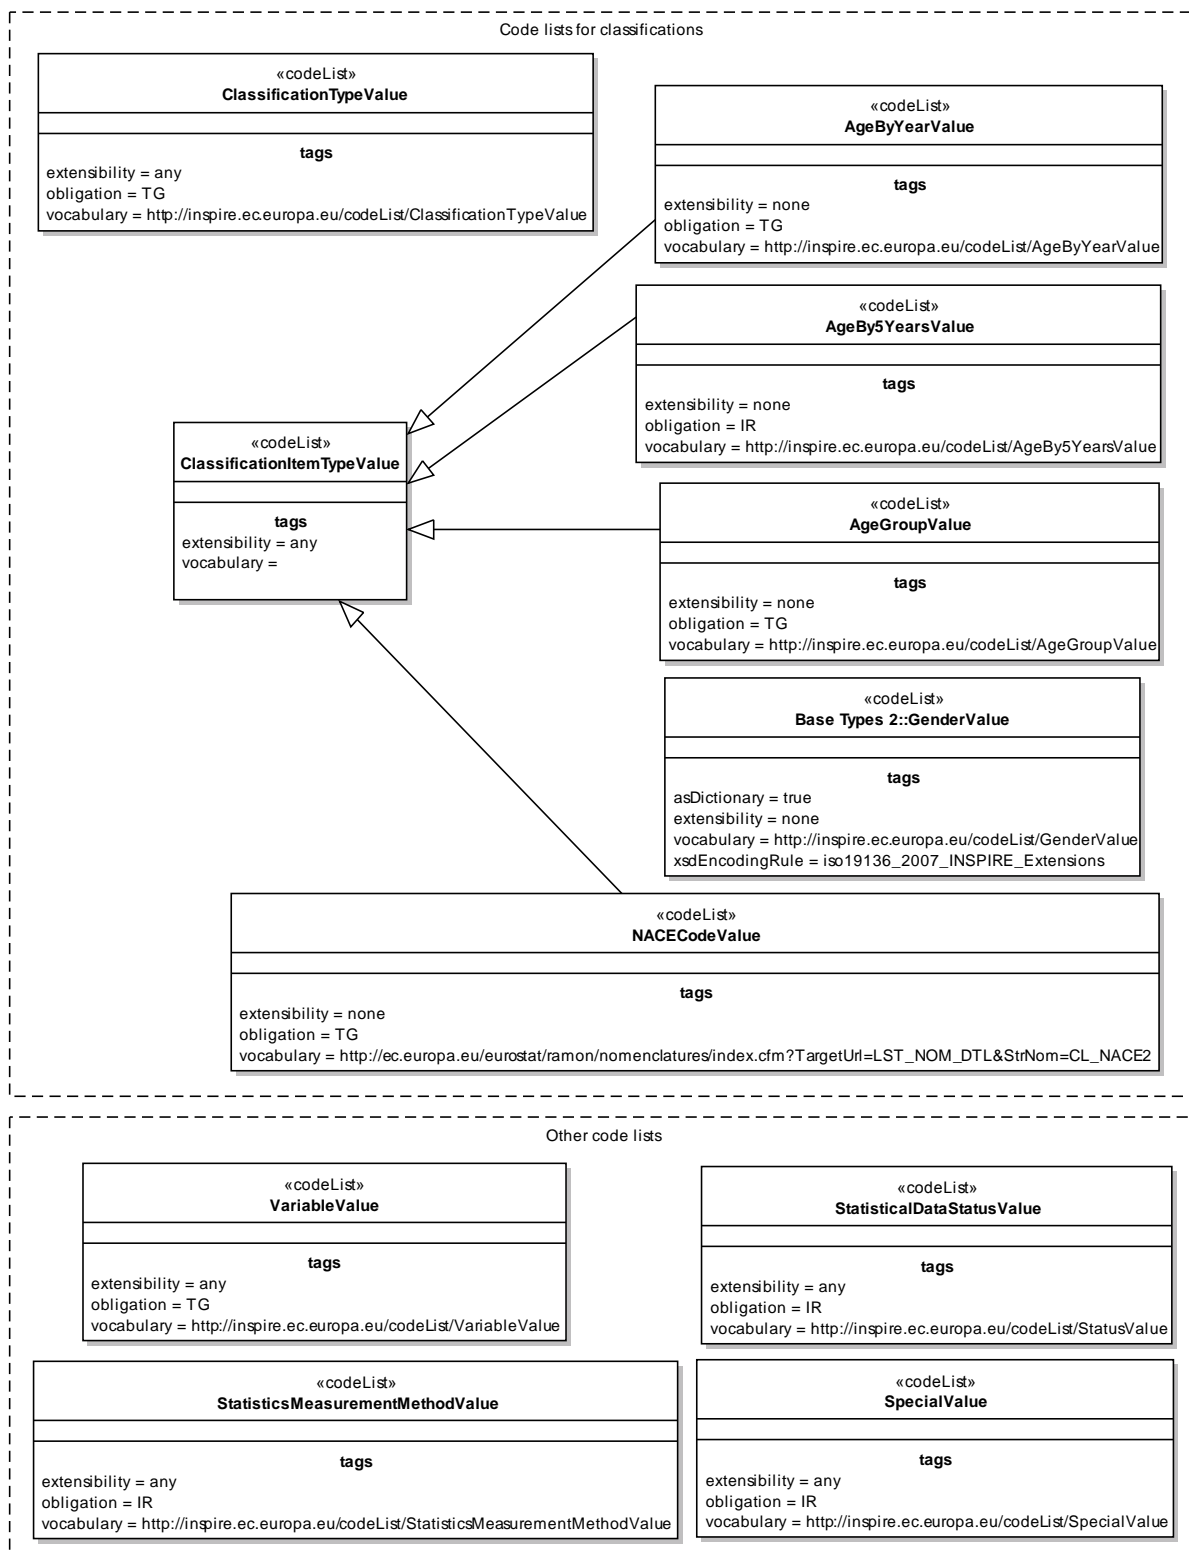 Code lists for classifications
«codeList»
ClassificationTypeValue
tags
extensibility = any
obligation = TG
vocabulary = http://inspire.ec.europa.eu/codeList/ClassificationTypeValue
«codeList»
AgeByYearValue
tags
extensibility = none
obligation = TG
vocabulary = http://inspire.ec.europa.eu/codeList/AgeByYearValue
«codeList»
AgeBy5YearsValue
tags
extensibility = none
obligation = IR
vocabulary = http://inspire.ec.europa.eu/codeList/AgeBy5YearsValue
«codeList»
ClassificationItemTypeValue
tags
extensibility = any
vocabulary =
«codeList»
AgeGroupValue
tags
extensibility = none
obligation = TG
vocabulary = http://inspire.ec.europa.eu/codeList/AgeGroupValue
«codeList»
Base Types 2::GenderValue
tags
asDictionary = true
extensibility = none
vocabulary = http://inspire.ec.europa.eu/codeList/GenderValue
xsdEncodingRule = iso19136_2007_INSPIRE_Extensions
«codeList»
NACECodeValue
tags
extensibility = none
obligation = TG
vocabulary = http://ec.europa.eu/eurostat/ramon/nomenclatures/index.cfm?TargetUrl=LST_NOM_DTL&StrNom=CL_NACE2
Other code lists
«codeList»
VariableValue
tags
extensibility = any
obligation = TG
vocabulary = http://inspire.ec.europa.eu/codeList/VariableValue
«codeList»
StatisticalDataStatusValue
tags
extensibility = any
obligation = IR
vocabulary = http://inspire.ec.europa.eu/codeList/StatusValue
«codeList»
StatisticsMeasurementMethodValue
tags
extensibility = any
obligation = IR
vocabulary = http://inspire.ec.europa.eu/codeList/StatisticsMeasurementMethodValue
«codeList»
SpecialValue
tags
extensibility = any
obligation = IR
vocabulary = http://inspire.ec.europa.eu/codeList/SpecialValue